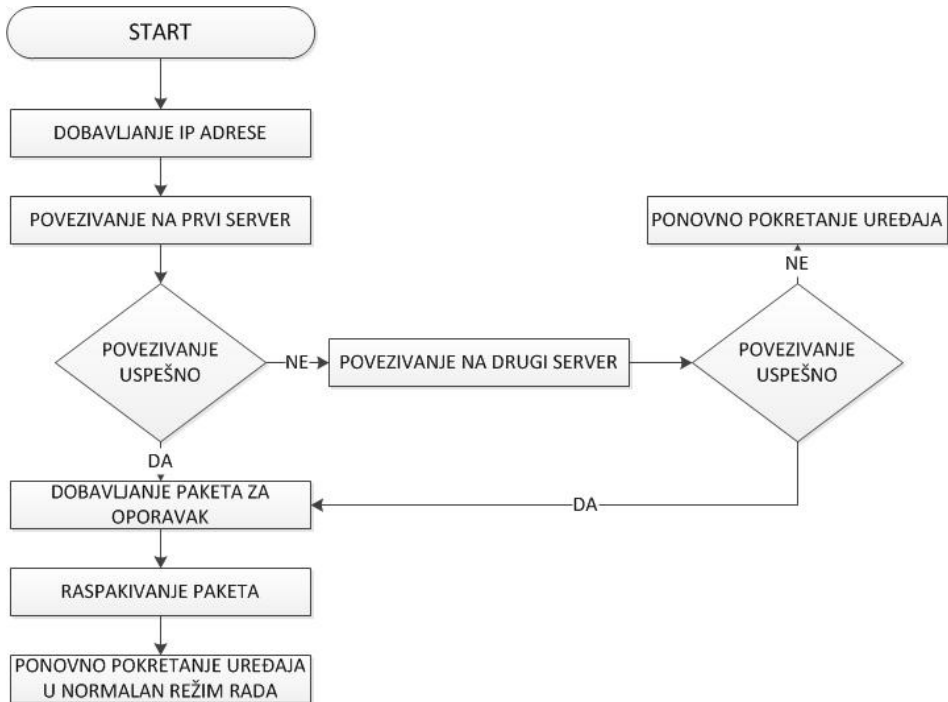 START
DOBAVLJANJE IP ADRESE
POVEZIVANJE NA PRVI SERVER
PONOVNO POKRETANJE UREĐAJA
NE
POVEZIVANJE
USPEŠNO
NE
POVEZIVANJE NA DRUGI SERVER
POVEZIVANJE
USPEŠNO
DA
DOBAVLJANJE PAKETA ZA
OPORAVAK
DA
RASPAKIVANJE PAKETA
PONOVNO POKRETANJE UREĐAJA
U NORMALAN REŽIM RADA